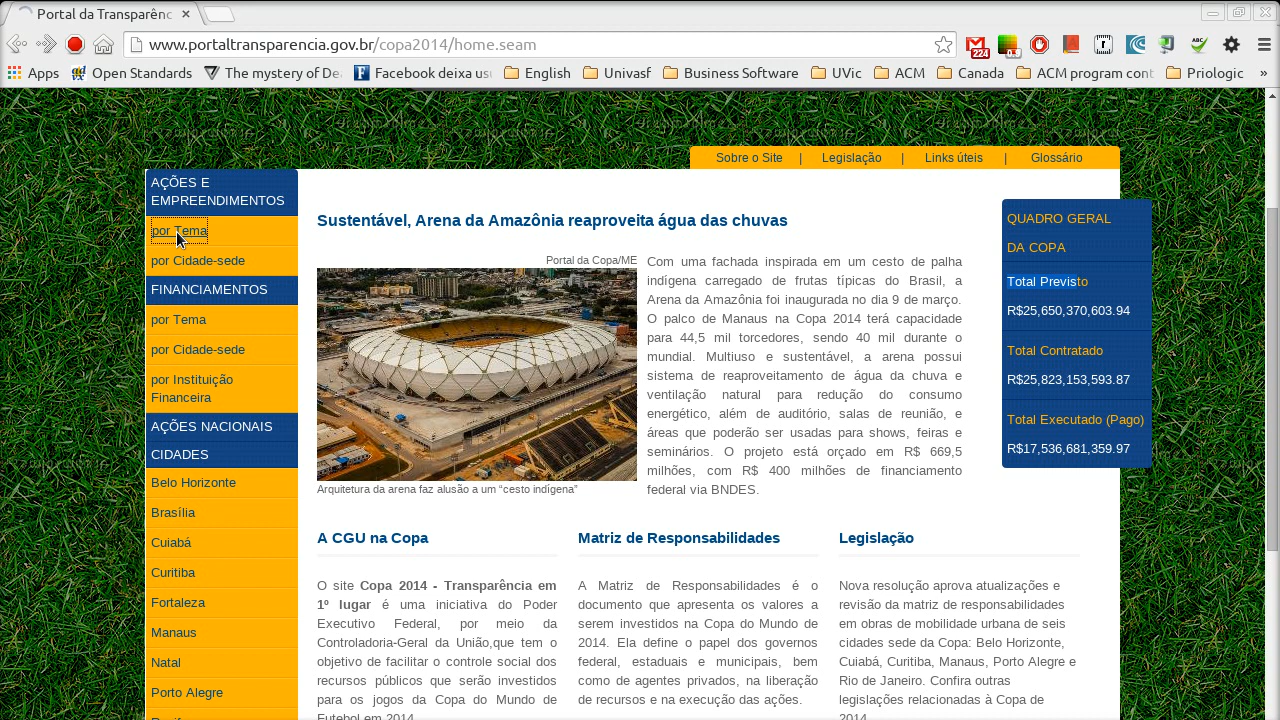 Portal da Transparênc
www.portaltransparencia.gov.br/copa2014/home.seam
224
0.3
Apps
Open Standards
The mystery of De
Facebook deixa us
English
Univasf
Business Software
UVic
ACM
Canada
ACM program cont
Priologic
»
Sobre o Site | Legislação | Links úteis | Glossário
AÇÕES E
EMPREENDIMENTOS
por Tema
por Cidade-sede
FINANCIAMENTOS
por Tema
por Cidade-sede
por Instituição
Financeira
AÇÕES NACIONAIS
CIDADES
Belo Horizonte
Brasília
Cuiabá
Curitiba
Fortaleza
Manaus
Natal
Porto Alegre
Recife
Sustentável, Arena da Amazônia reaproveita água das chuvas
Portal da Copa/ME
Arquitetura da arena faz alusão a um “cesto indígena”
Com uma fachada inspirada em um cesto de palha
indígena carregado de frutas típicas do Brasil, a
Arena da Amazônia foi inaugurada no dia 9 de março.
O palco de Manaus na Copa 2014 terá capacidade
para 44,5 mil torcedores, sendo 40 mil durante o
mundial. Multiuso e sustentável, a arena possui
sistema de reaproveitamento de água da chuva e
ventilação natural para redução do consumo
energético, além de auditório, salas de reunião, e
áreas que poderão ser usadas para shows, feiras e
seminários. O projeto está orçado em R$ 669,5
milhões, com R$ 400 milhões de financiamento
federal via BNDES.
QUADRO GERAL
DA COPA
Total Previsto
R$25,650,370,603.94
Total Contratado
R$25,823,153,593.87
Total Executado (Pago)
R$17,536,681,359.97
A CGU na Copa
O site Copa 2014 - Transparência em
1º lugar é uma iniciativa do Poder
Executivo Federal, por meio da
Controladoria-Geral da União,que tem o
objetivo de facilitar o controle social dos
recursos públicos que serão investidos
para os jogos da Copa do Mundo de
Futebol em 2014
Matriz de Responsabilidades
A Matriz de Responsabilidades é o
documento que apresenta os valores a
serem investidos na Copa do Mundo de
2014. Ela define o papel dos governos
federal, estaduais e municipais, bem
como de agentes privados, na liberação
de recursos e na execução das ações.
Legislação
Nova resolução aprova atualizações e
revisão da matriz de responsabilidades
em obras de mobilidade urbana de seis
cidades sede da Copa: Belo Horizonte,
Cuiabá, Curitiba, Manaus, Porto Alegre e
Rio de Janeiro. Confira outras
legislações relacionadas à Copa de
2014